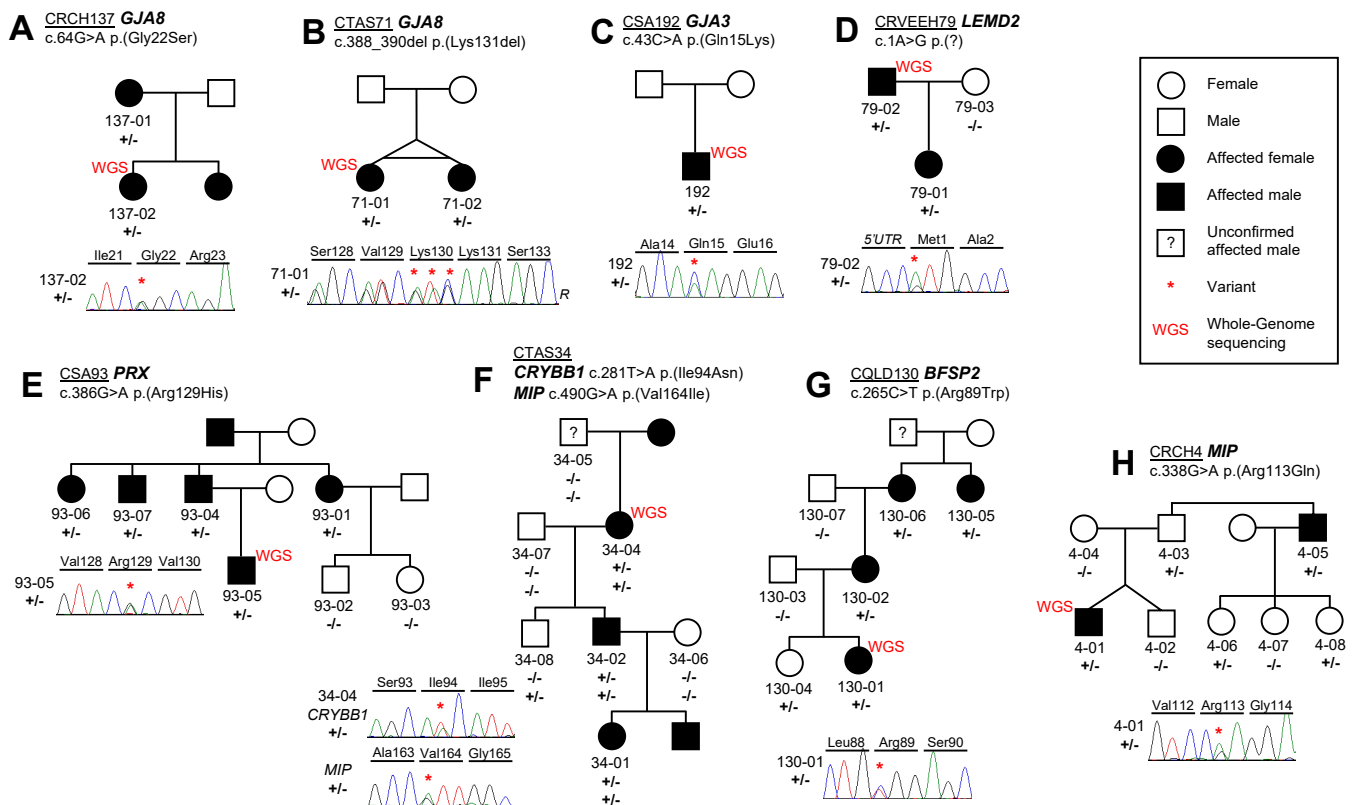 A
CRCH137 GJA8
c.64G>A p.(Gly22Ser)
137-01
+/-
WGS
137-02
+/-
Ile21 Gly22 Arg23
137-02
+/-
*
B
CTAS71 GJA8
c.388_390del p.(Lys131del)
WGS
71-01
+/-
71-02
+/-
Ser128 Val129 Lys130 Lys131 Ser133
71-01
+/-
* * *
R
C
CSA192 GJA3
c.43C>A p.(Gln15Lys)
WGS
192
+/-
Ala14 Gln15 Glu16
192
+/-
*
D
CRVEEH79 LEMD2
c.1A>G p.(?)
WGS
79-02
+/-
79-03
-/-
79-01
+/-
5'UTR Met1 Ala2
79-02
+/-
*
Female
Male
Affected female
Affected male
? Unconfirmed
affected male
* Variant
WGS Whole-Genome
sequencing
E
CSA93 PRX
c.386G>A p.(Arg129His)
93-06
+/-
93-07
+/-
93-04
+/-
93-01
+/-
WGS
93-05
+/-
93-02
-/-
93-03
-/-
Val128 Arg129 Val130
93-05
+/-
*
F
CTAS34
CRYBB1 c.281T>A p.(Ile94Asn)
MIP c.490G>A p.(Val164Ile)
?
34-05
-/-
-/-
WGS
34-07
-/-
-/-
34-04
+/-
+/-
34-08
-/-
+/-
34-02
+/-
+/-
34-06
-/-
-/-
34-01
+/-
+/-
Ser93 Ile94 Ile95
34-04
CRYBB1
+/-
*
Ala163 Val164 Gly165
MIP
+/-
*
G
CQLD130 BFSP2
c.265C>T p.(Arg89Trp)
?
130-07
-/-
130-06
+/-
130-05
+/-
130-03
-/-
130-02
+/-
WGS
130-04
+/-
130-01
+/-
Leu88 Arg89 Ser90
130-01
+/-
*
H
CRCH4 MIP
c.338G>A p.(Arg113Gln)
4-04
-/-
4-03
+/-
4-05
+/-
WGS
4-01
+/-
4-02
-/-
4-06
+/-
4-07
-/-
4-08
+/-
Val112 Arg113 Gly114
4-01
+/-
*